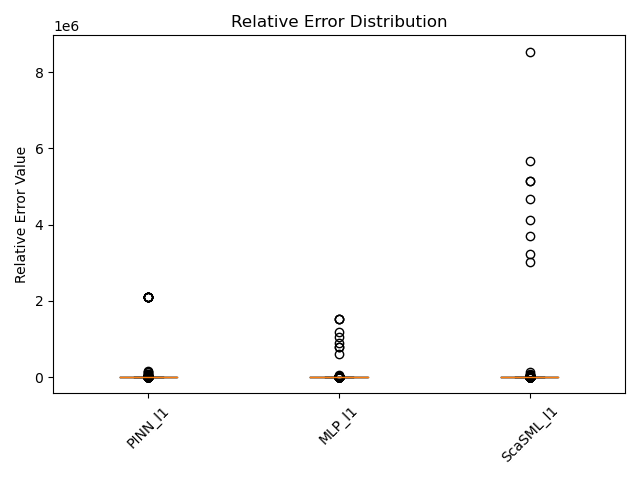 Relative Error Distribution
1e6
Relative Error Value
8
6
4
2
0
PINN_l1
MLP_l1
ScaSML_l1